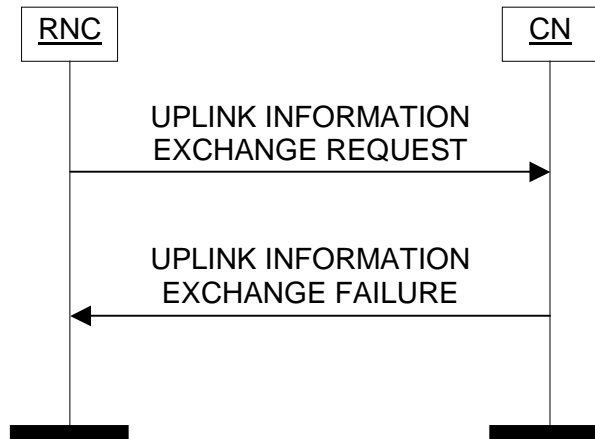 RNC
CN
UPLINK INFORMATION
EXCHANGE REQUEST
UPLINK INFORMATION
EXCHANGE FAILURE